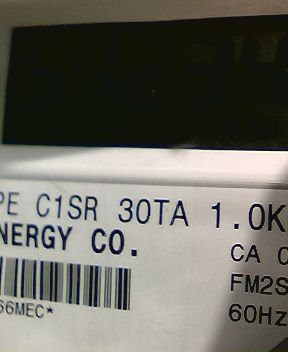 PE C1SR 30TA 1.0K
NERGY CO.
CA
FM2S
60Hz
66MEC*